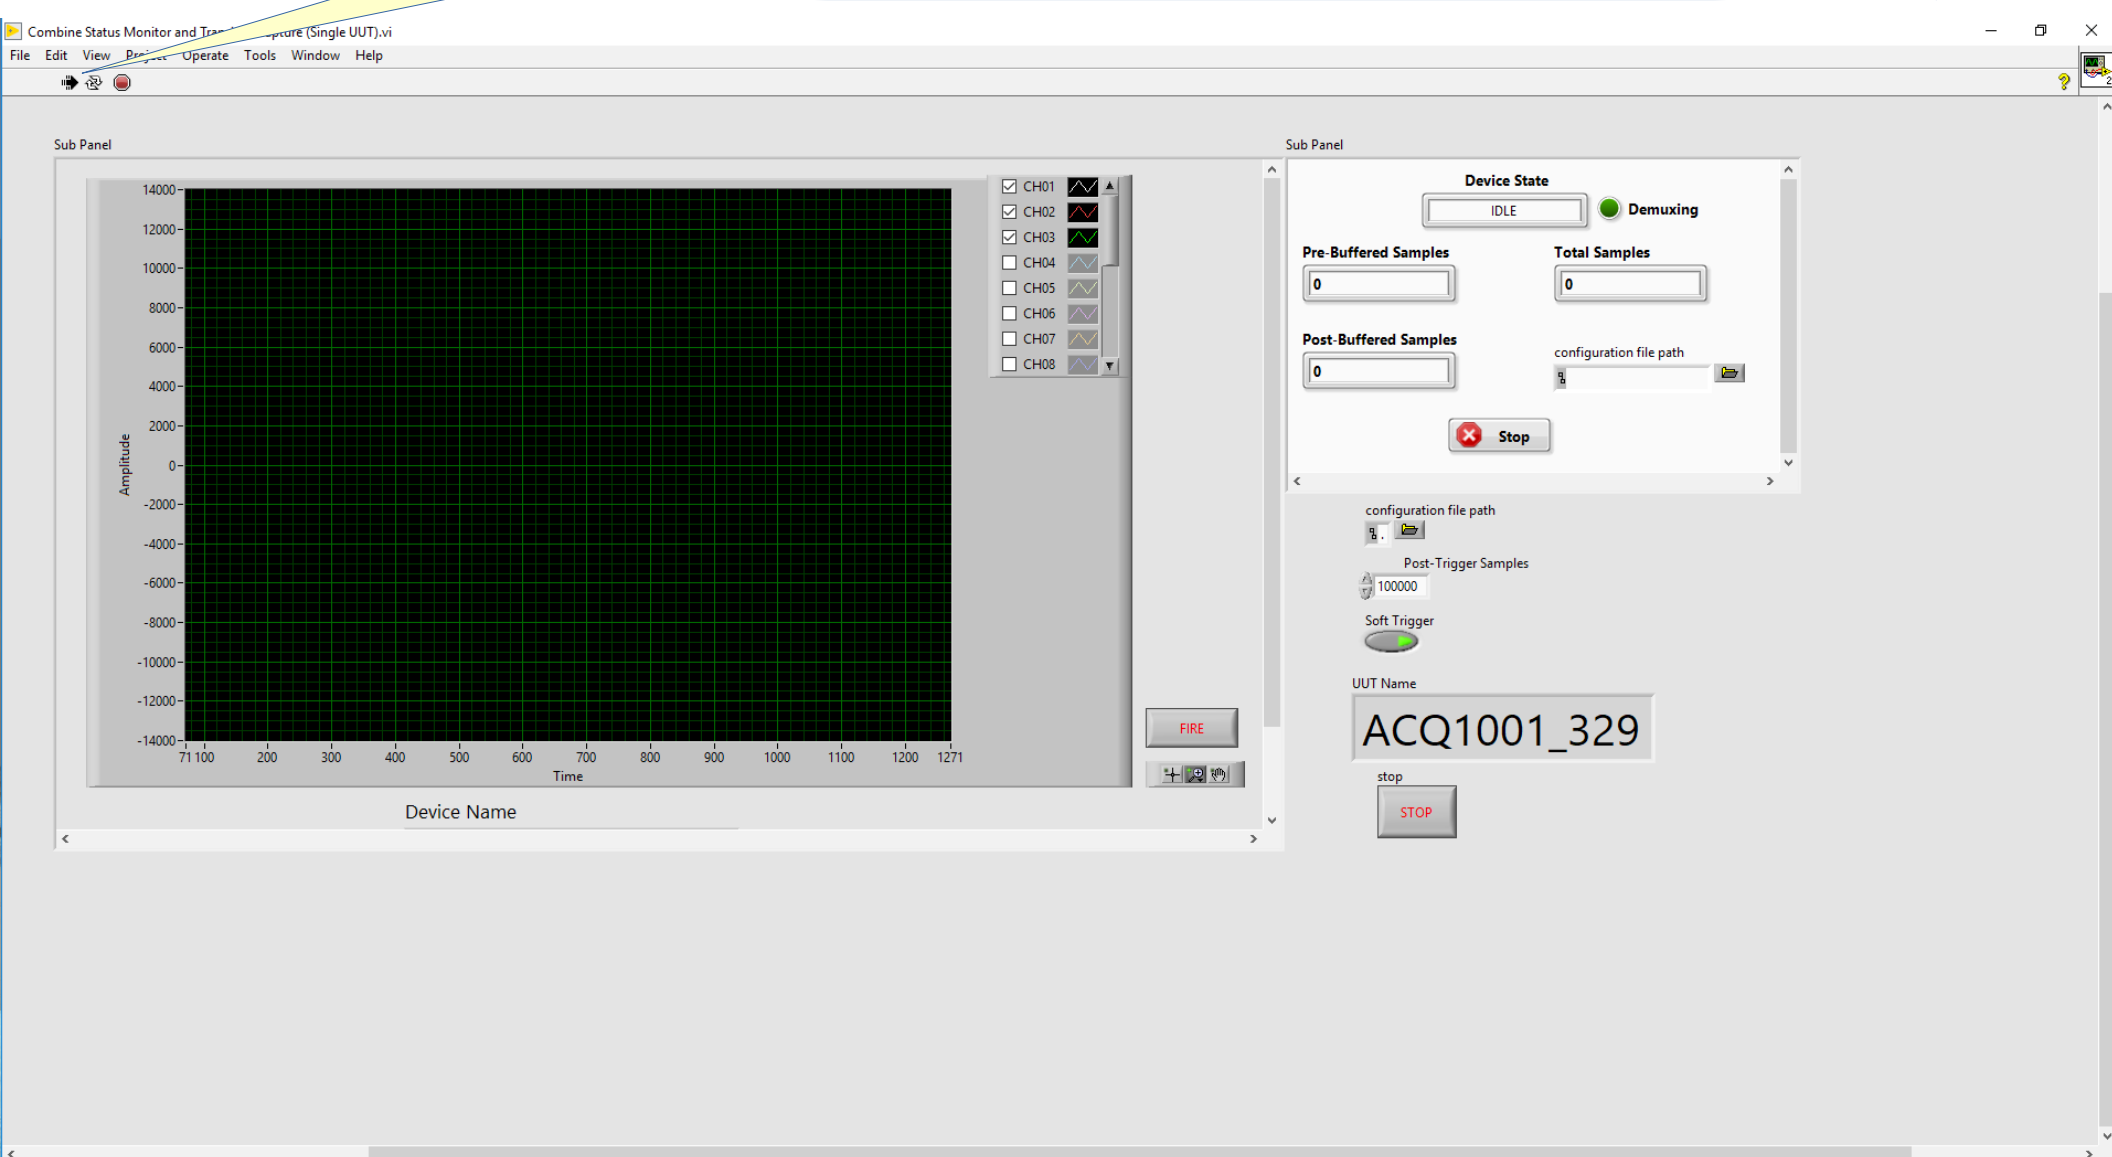 Combine Status Monitor and Tra pture (Single UUT).vi
File Edit View Project Operate Tools Window Help
2
Sub Panel
Sub Panel
14000
12000
10000
8000
6000
4000
2000
0
-2000
-4000
-6000
-8000
-10000
-12000
-14000
Amplitude
71 100 200 300 400 500 600 700 800 900 1000 1100 1200 1271
Time
CH01
CH02
CH03
CH04
CH05
CH06
CH07
CH08
FIRE
Device Name
Device State
IDLE
Demuxing
Pre-Buffered Samples
Total Samples
0
0
Post-Buffered Samples
0
configuration file path
Stop
configuration file path
.
Post-Trigger Samples
100000
Soft Trigger
UUT Name
ACQ1001_329
stop
STOP